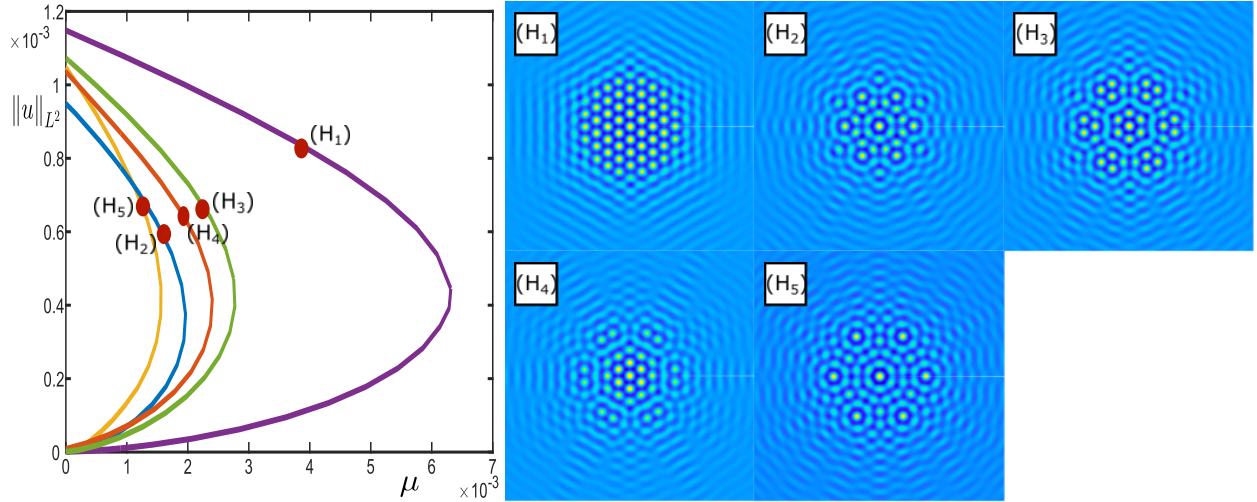 1.2
×10⁻³
1
‖u‖_L²
0.8
0.6
0.4
0.2
0
0 1 2 3 4 5 6 7
μ
×10⁻³
(H₁)
(H₃)
(H₅)
(H₄)
(H₂)
(H₁)
(H₂)
(H₃)
(H₄)
(H₅)